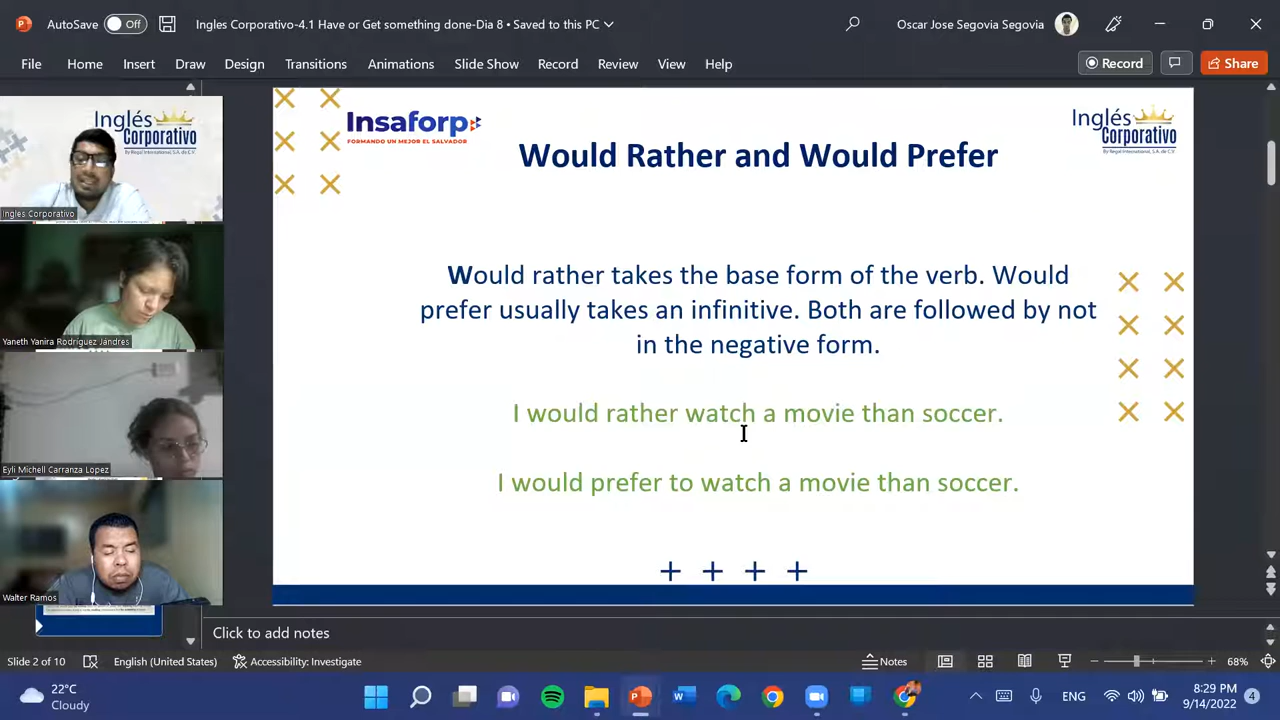 AutoSave Off Ingles Corporativo-4.1 Have or Get something done-Dia 8 • Saved to this PC Oscar Jose Segovia Segovia
File Home Insert Draw Design Transitions Animations Slide Show Record Review View Help Record Share
Inglés
Corporativo
Ingles Corporativo
Yaneth Yanira Rodriguez Jandres
Eyli Michell Carranza Lopez
Walter Ramos
Insaforp
FORMANDO UN MEJOR EL SALVADOR
Inglés
Corporativo
By Regal International, S.A. de C.V.
Would Rather and Would Prefer
Would rather takes the base form of the verb. Would
prefer usually takes an infinitive. Both are followed by not
in the negative form.
I would rather watch a movie than soccer.
I would prefer to watch a movie than soccer.
+ + + +
Click to add notes
Slide 2 of 10 English (United States) Accessibility: Investigate Notes 68%
22°C
Cloudy
ENG
8:29 PM
9/14/2022
4